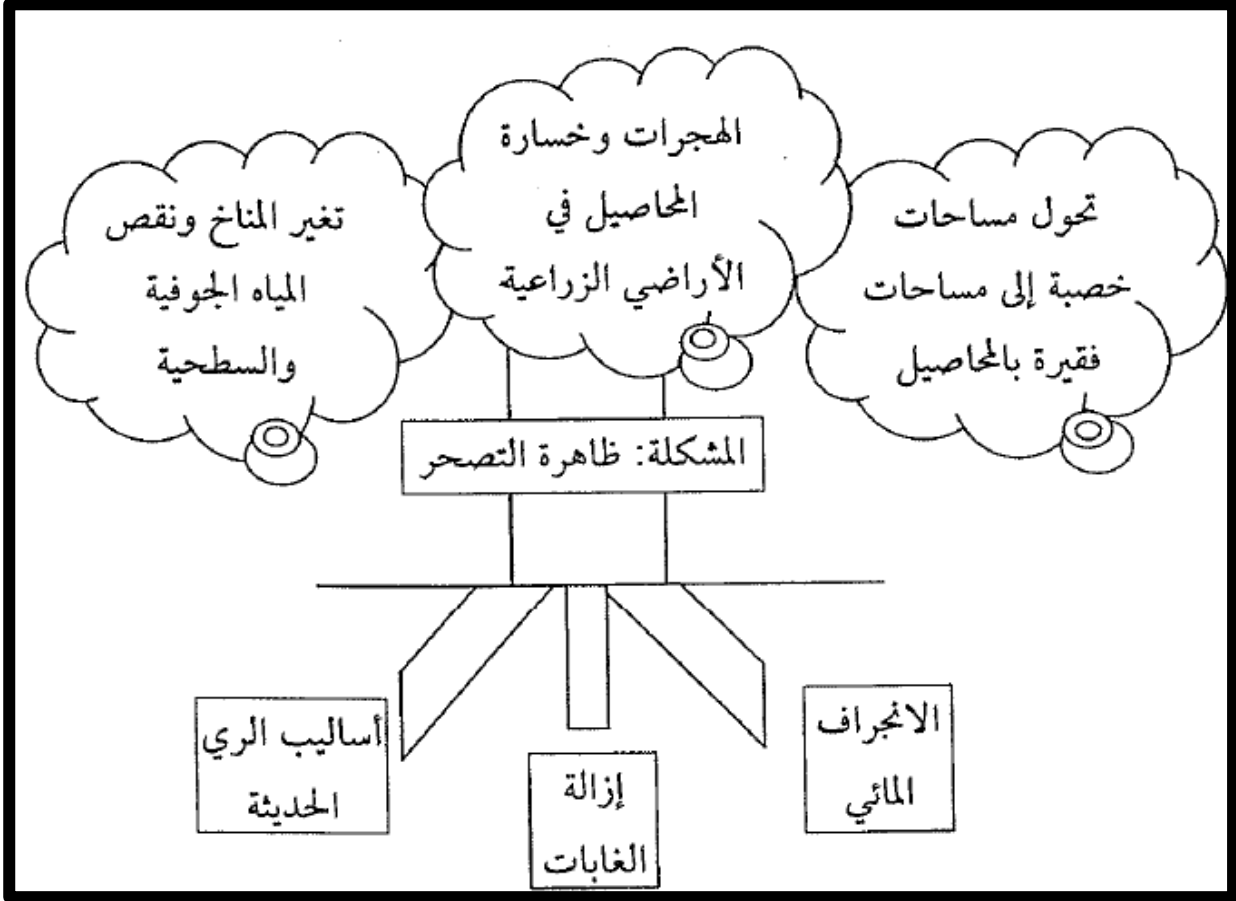 الهجرات وخسارة
المحاصيل في
الأراضي الزراعية
تحول مساحات
خصبة إلى مساحات
فقيرة بالمحاصيل
تغير المناخ ونقص
المياه الجوفية
والسطحية
المشكلة: ظاهرة التصحر
الانجراف
المائي
إزالة
الغابات
أساليب الري
الحديثة